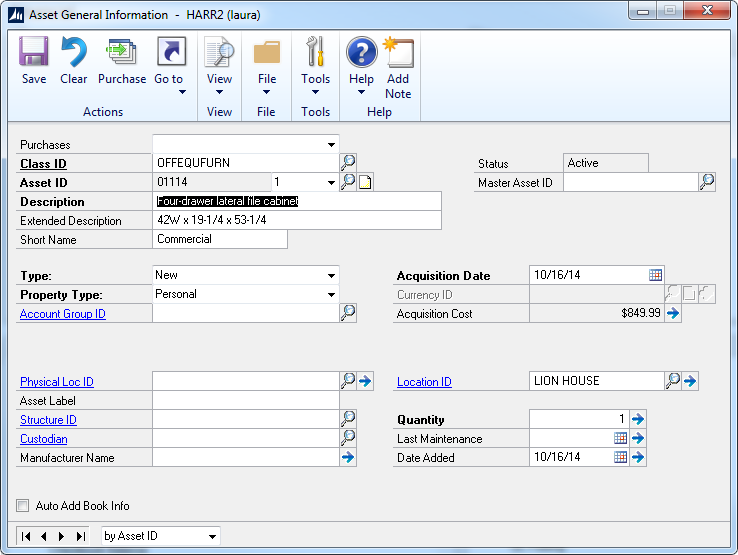 Asset General Information - HARR2 (laura)
Save Clear Purchase Go to View File Tools Help Add Note
Actions View File Tools Help
Purchases
Class ID OFFEQUFURN Status Active
Asset ID 01114 1 Master Asset ID
Description Four-drawer lateral file cabinet
Extended Description 42W x 19-1/4 x 53-1/4
Short Name Commercial
Type: New Acquisition Date 10/16/14
Property Type: Personal Currency ID
Account Group ID Acquisition Cost $849.99
Physical Loc ID Location ID LION HOUSE
Asset Label
Structure ID Quantity 1
Custodian Last Maintenance
Manufacturer Name Date Added 10/16/14
Auto Add Book Info
by Asset ID